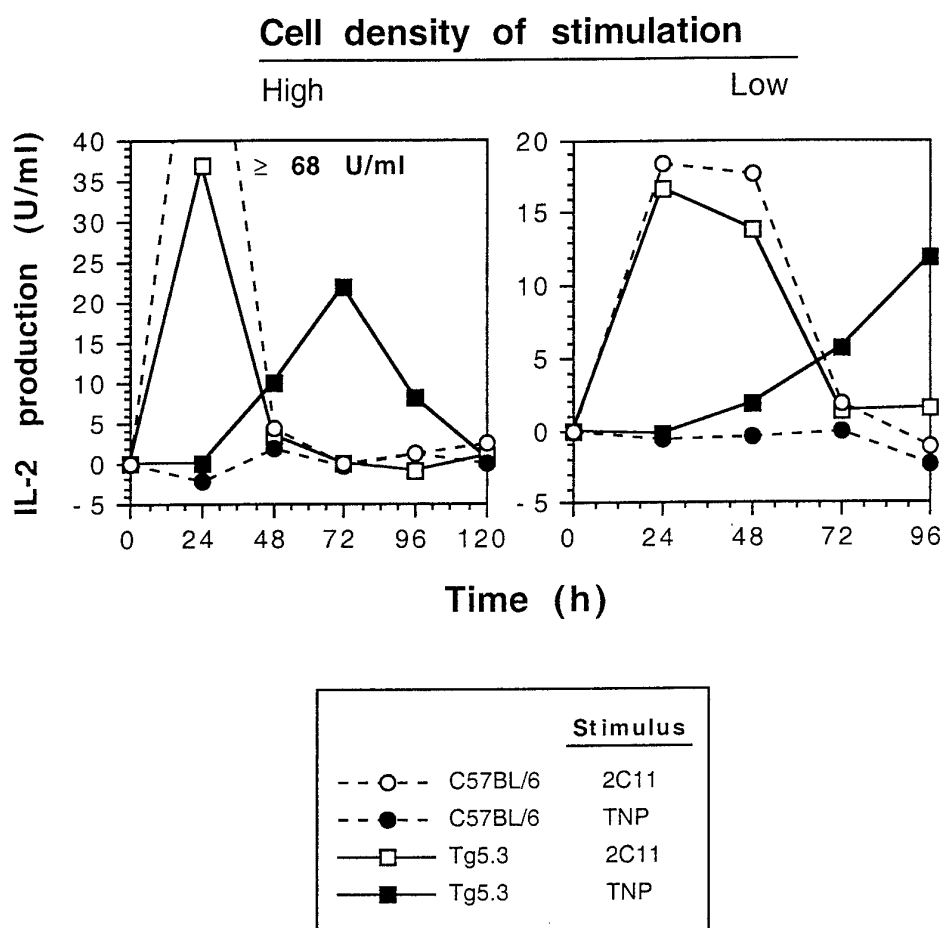 Cell density of stimulation
High Low
IL-2 production (U/ml)
40
35
30
25
20
15
10
5
0
- 5
≥ 68 U/ml
0 24 48 72 96 120
20
15
10
5
0
- 5
0 24 48 72 96
Time (h)
Stimulus
C57BL/6 2C11
C57BL/6 TNP
Tg5.3 2C11
Tg5.3 TNP